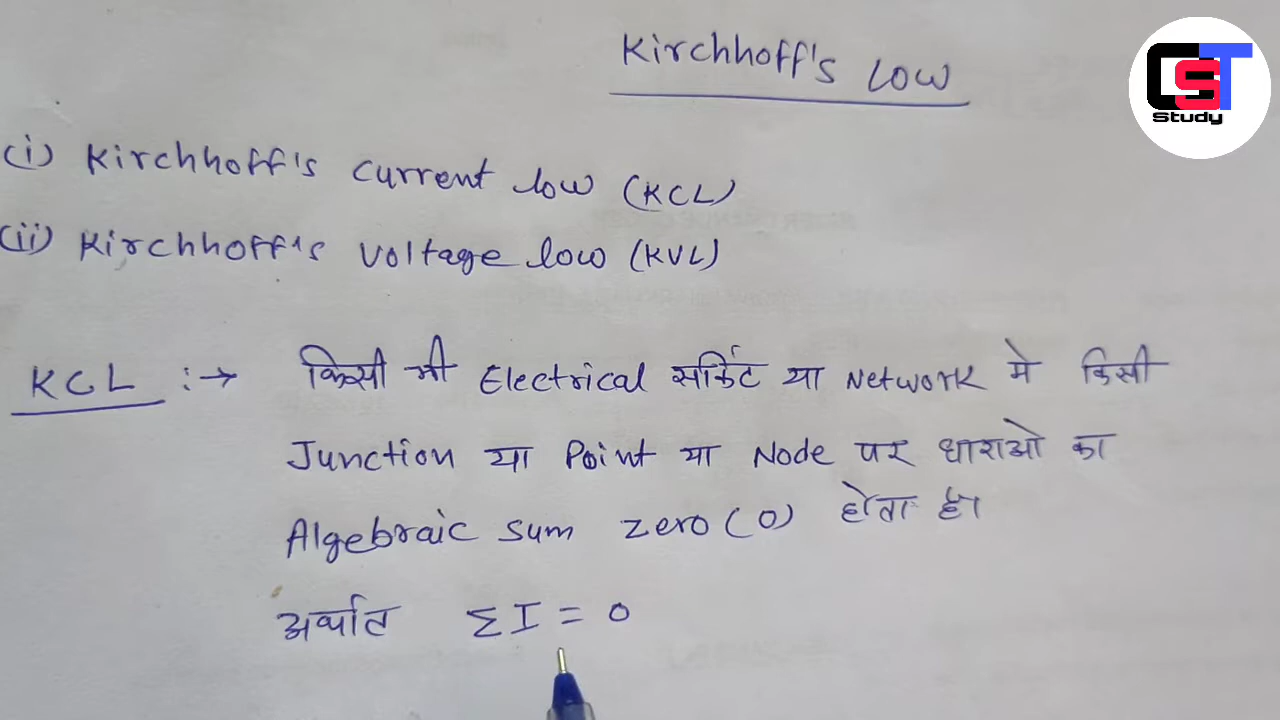 Kirchhoff's Low
CST
Study
(i) Kirchhoff's current low (KCL)
(ii) Kirchhoff's voltage low (KVL)
KCL :→ किसी भी Electrical सर्किट या Network मे किसी
Junction या Point या Node पर धाराओ का
Algebraic sum zero (0) होता है।
अर्थात ΣI = 0